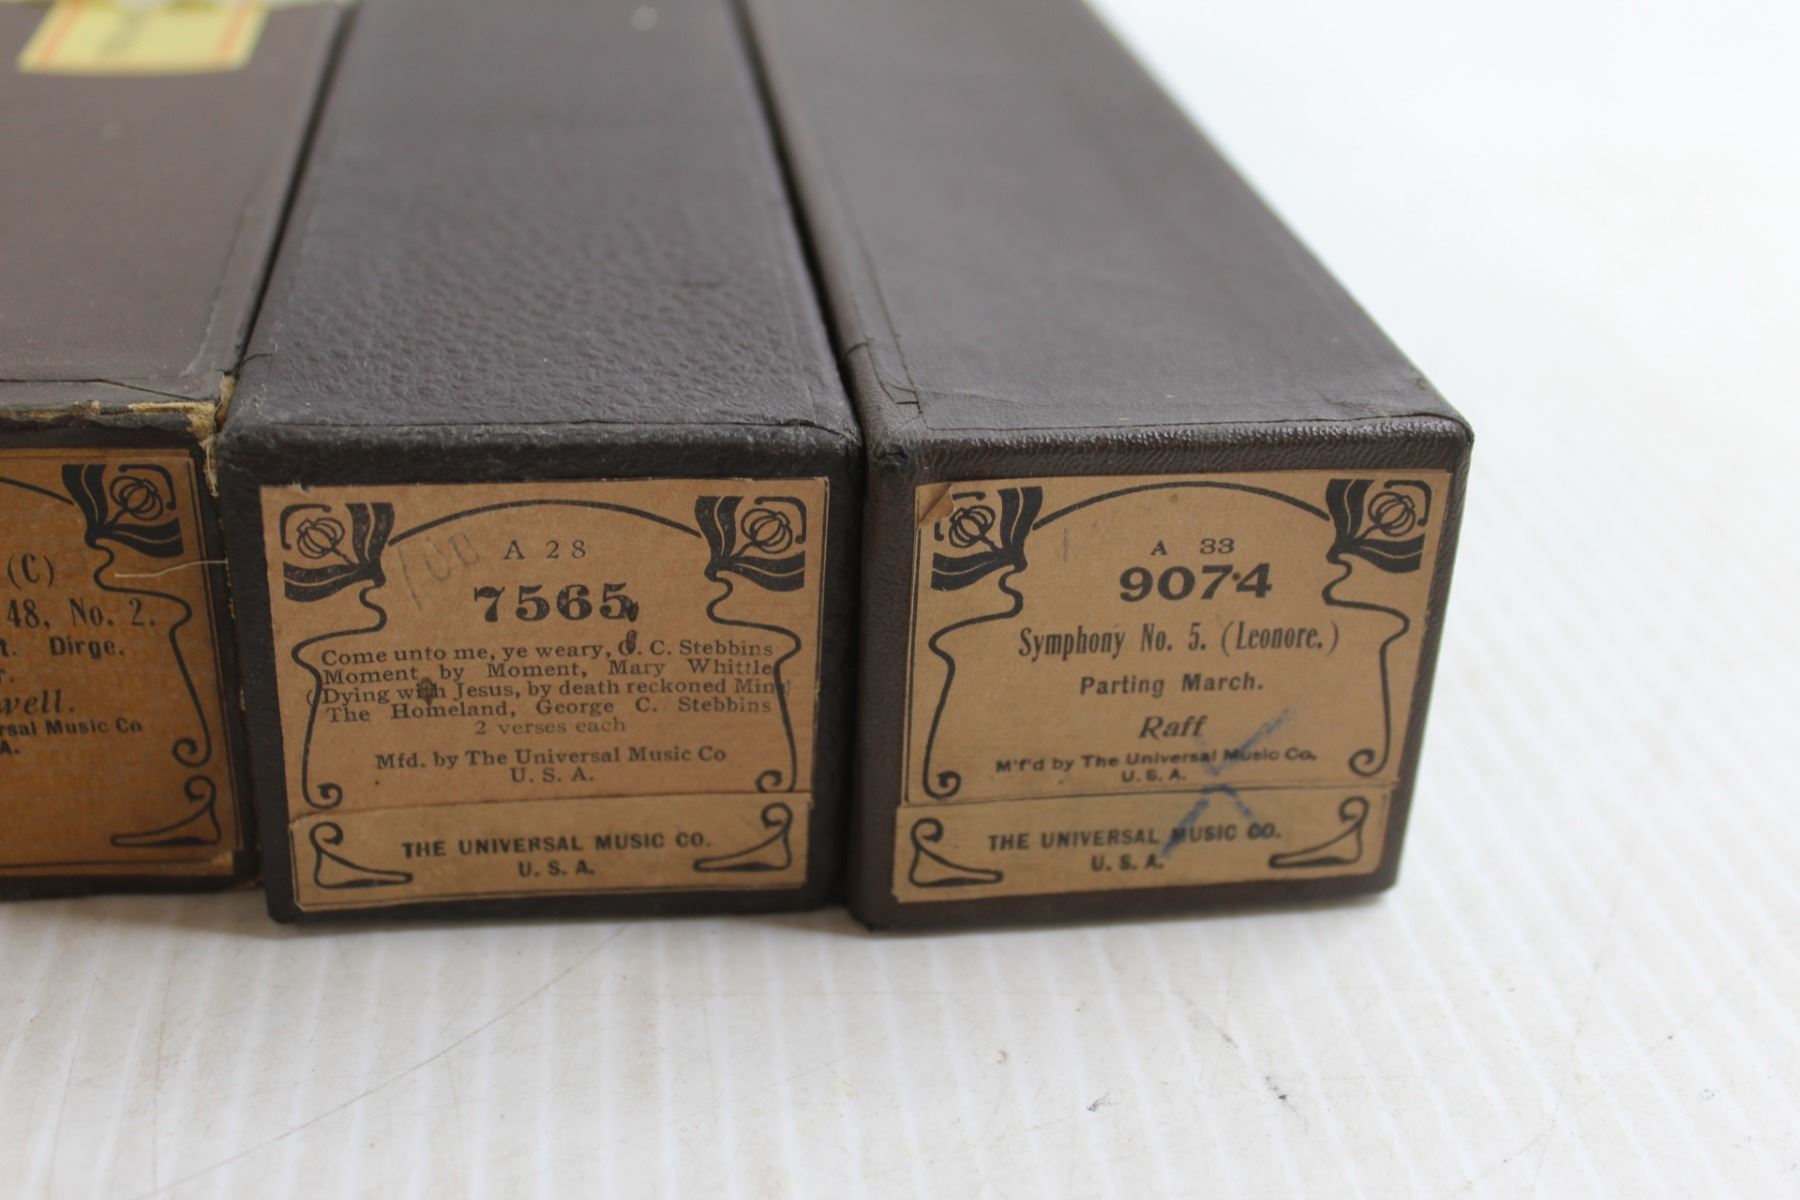 (C)
48, No. 2.
Dirge.
well.
Music Co
A.
A 28
7565
Come unto me, ye weary, G. C. Stebbins
Moment by Moment, Mary Whittle
(Dying with Jesus, by death reckoned Mine)
The Homeland, George C. Stebbins
2 verses each
Mfd. by The Universal Music Co
U. S. A.
THE UNIVERSAL MUSIC CO.
U. S. A.
A 33
9074
Symphony No. 5. (Leonore.)
Parting March.
Raff
M'f'd by The Universal Music Co.
U. S. A.
THE UNIVERSAL MUSIC CO.
U. S. A.